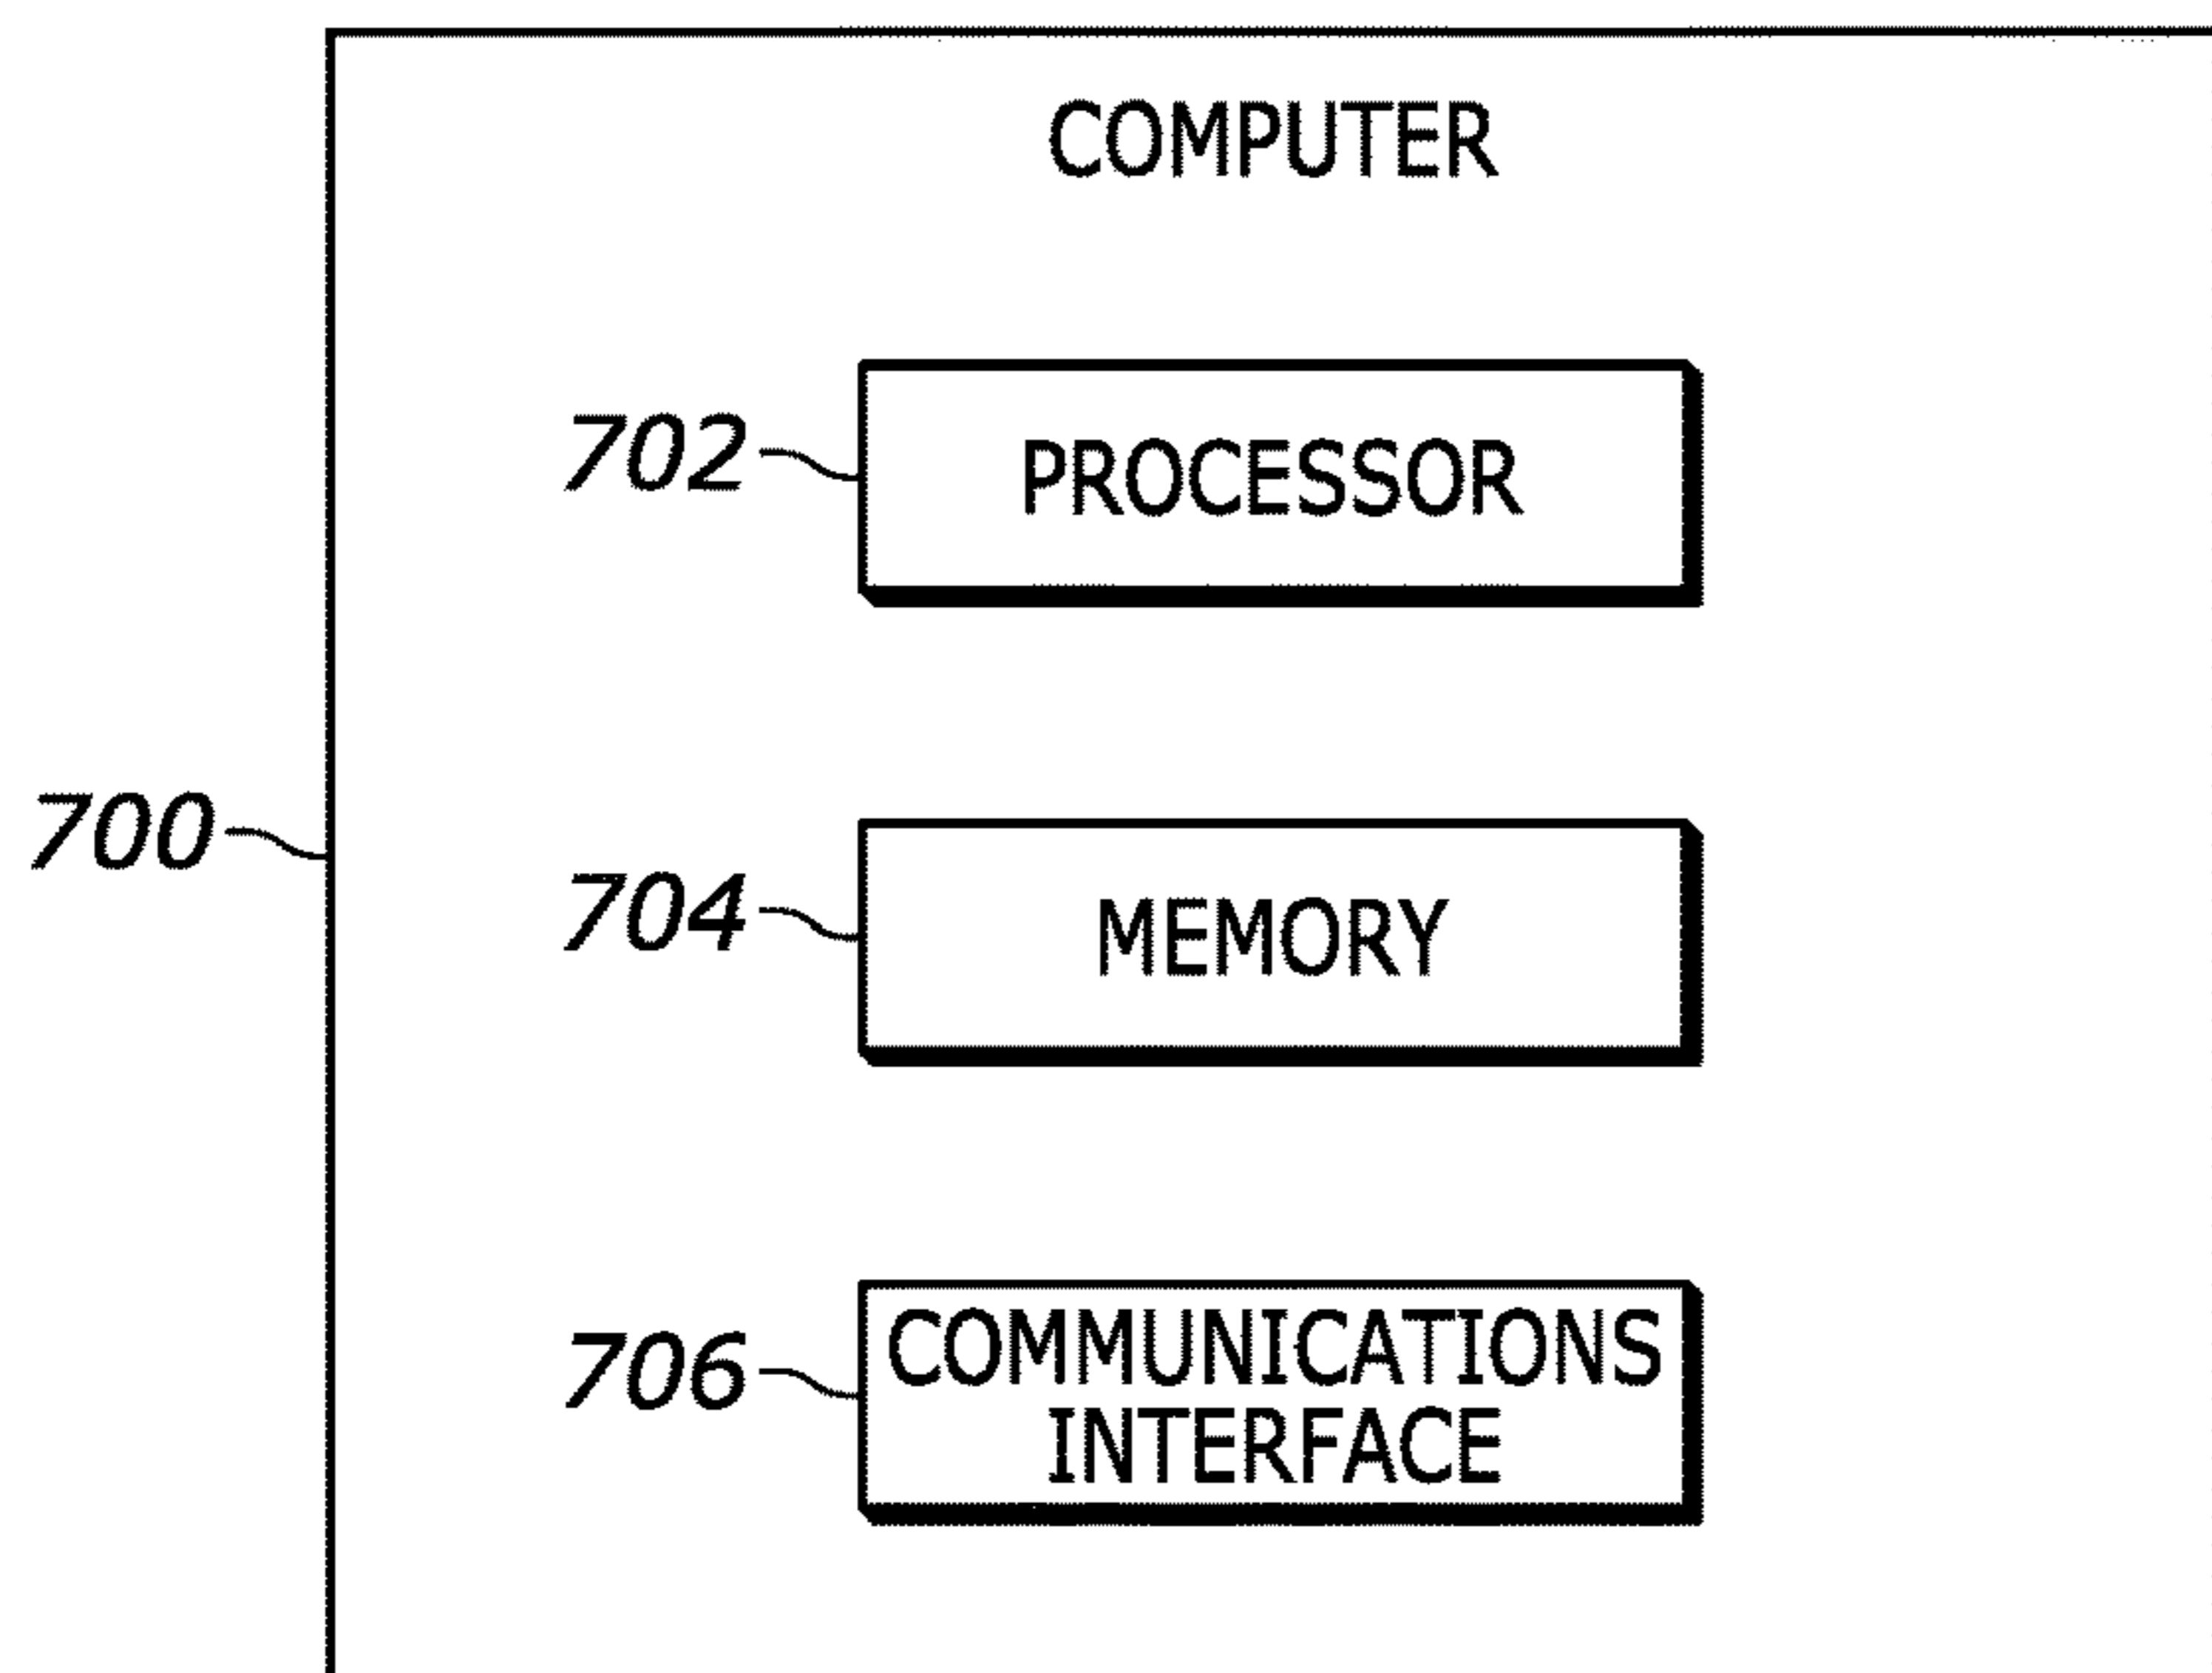 COMPUTER
702
PROCESSOR
700
704
MEMORY
706
COMMUNICATIONS
INTERFACE